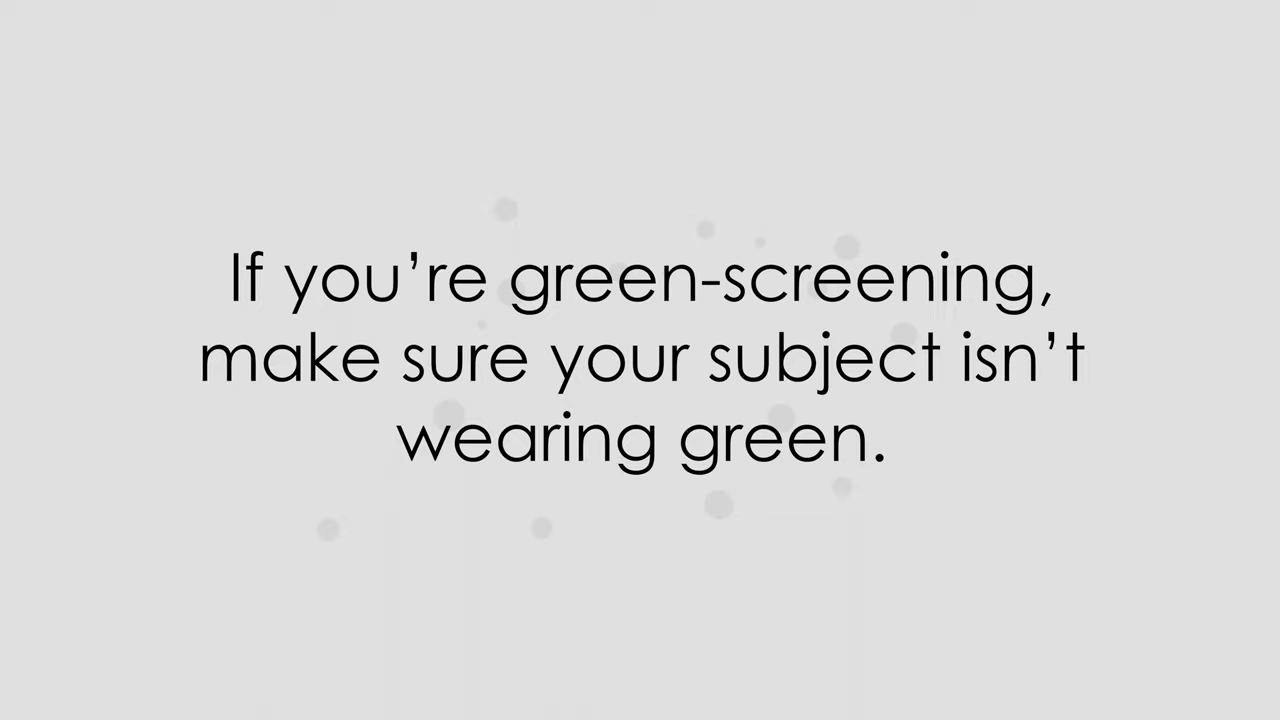 If you’re green-screening,
make sure your subject isn’t
wearing green.